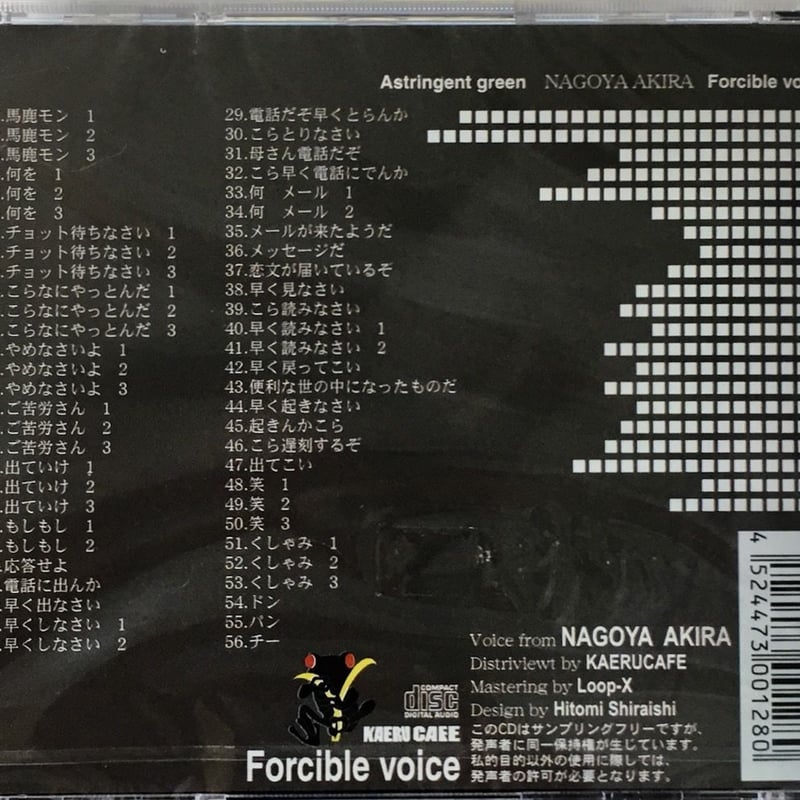 Astringent green NAGOYA AKIRA Forcible vo
.馬鹿モン 1
.馬鹿モン 2
.馬鹿モン 3
.何を 1
.何を 2
.何を 3
.チョット待ちなさい 1
.チョット待ちなさい 2
.チョット待ちなさい 3
.こらなにやっとんだ 1
.こらなにやっとんだ 2
.こらなにやっとんだ 3
.やめなさいよ 1
.やめなさいよ 2
.やめなさいよ 3
.ご苦労さん 1
.ご苦労さん 2
.ご苦労さん 3
.出ていけ 1
.出ていけ 2
.出ていけ 3
.もしもし 1
.もしもし 2
.応答せよ
.電話に出んか
.早く出なさい
.早くしなさい 1
.早くしなさい 2
29.電話だぞ早くとらんか
30.こらとりなさい
31.母さん電話だぞ
32.こら早く電話にでんか
33.何 メール 1
34.何 メール 2
35.メールが来たようだ
36.メッセージだ
37.恋文が届いているぞ
38.早く見なさい
39.こら読みなさい
40.早く読みなさい 1
41.早く読みなさい 2
42.早く戻ってこい
43.便利な世の中になったものだ
44.早く起きなさい
45.起きんかこら
46.こら遅刻するぞ
47.出てこい
48.笑 1
49.笑 2
50.笑 3
51.くしゃみ 1
52.くしゃみ 2
53.くしゃみ 3
54.ドン
55.パン
56.チー
KAERU CAFE
COMPACT
disc
DIGITAL AUDIO
Forcible voice
Voice from NAGOYA AKIRA
Distriviewt by KAERUCAFE
Mastering by Loop-X
Design by Hitomi Shiraishi
このCDはサンプリングフリーですが、
発声者に同一保持権が生じています。
私的目的以外の使用に際しては、
発声者の許可が必要となります。
4 524473 001280